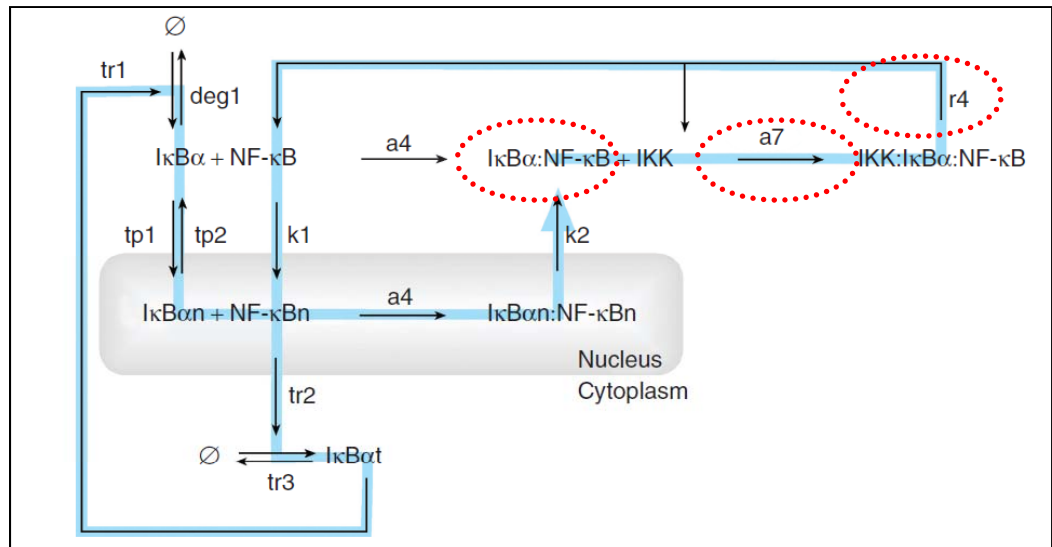 ∅
tr1
deg1
r4
IκBα + NF-κB
a4
IκBα:NF-κB + IKK
a7
IKK:IκBα:NF-κB
tp1
tp2
k1
k2
IκBαn + NF-κBn
a4
IκBαn:NF-κBn
Nucleus
Cytoplasm
tr2
∅
IκBαt
tr3